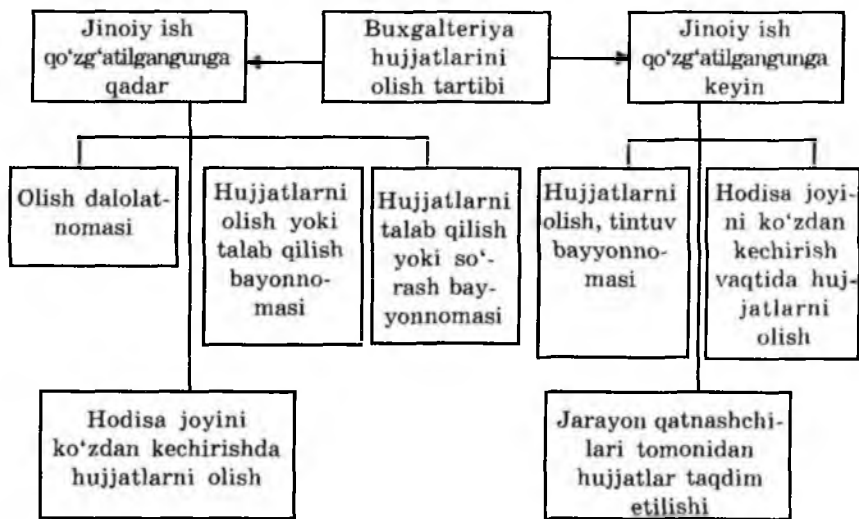 Jinoiy ish
qo'zg'atilgangunga
qadar
Buxgalteriya
hujjatlarini
olish tartibi
Jinoiy ish
qo'zg'atilgangunga
keyin
Olish dalolat-
nomasi
Hujjatlarni
olish yoki
talab qilish
bayonno-
masi
Hujjatlarni
talab qilish
yoki so'-
rash bay-
yonnomasi
Hujjatlarni
olish, tintuv
bayyonno-
masi
Hodisa joyi-
ni ko'zdan
kechirish
vaqtida huj-
jatlarni
olish
Hodisa joyini
ko'zdan kechirishda
hujjatlarni olish
Jarayon qatnashchi-
lari tomonidan
hujjatlar taqdim
etilishi